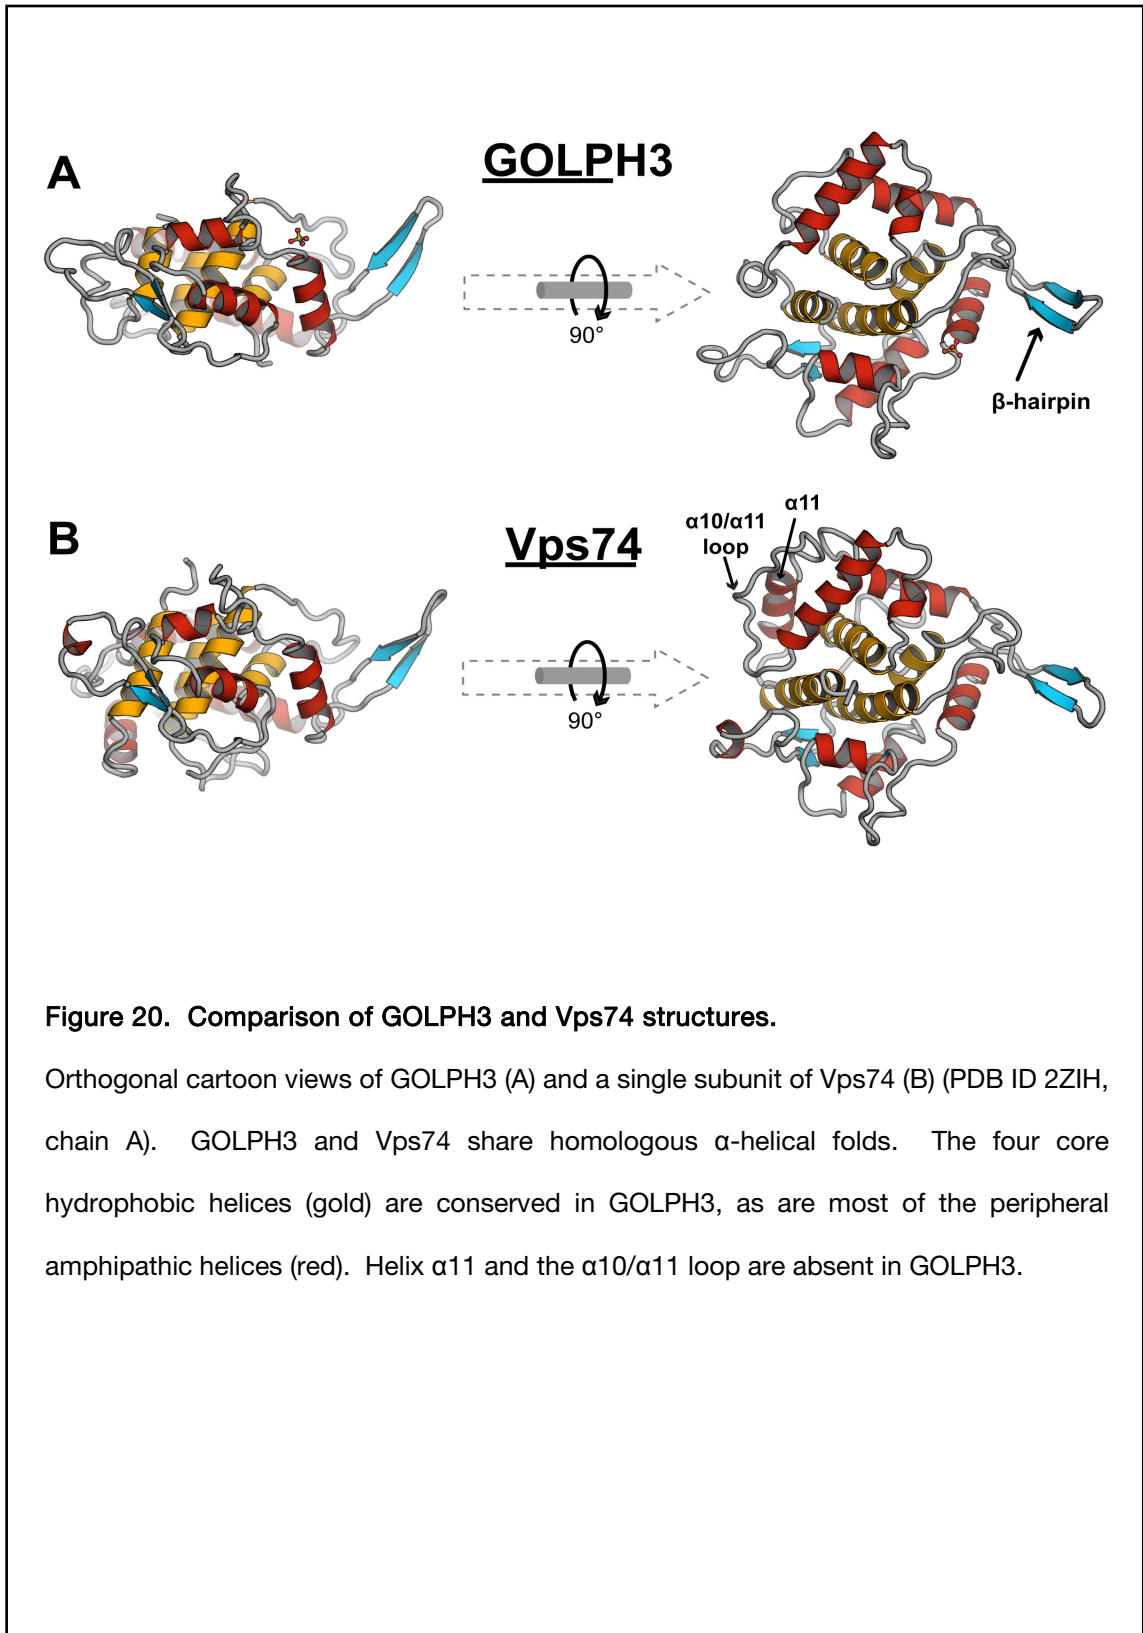 A
GOLPH3
90°
β-hairpin
B
Vps74
90°
α10/α11
loop
α11
Figure 20.  Comparison of GOLPH3 and Vps74 structures.
Orthogonal cartoon views of GOLPH3 (A) and a single subunit of Vps74 (B) (PDB ID 2ZIH,
chain A).  GOLPH3 and Vps74 share homologous α-helical folds.  The four core
hydrophobic helices (gold) are conserved in GOLPH3, as are most of the peripheral
amphipathic helices (red).  Helix α11 and the α10/α11 loop are absent in GOLPH3.